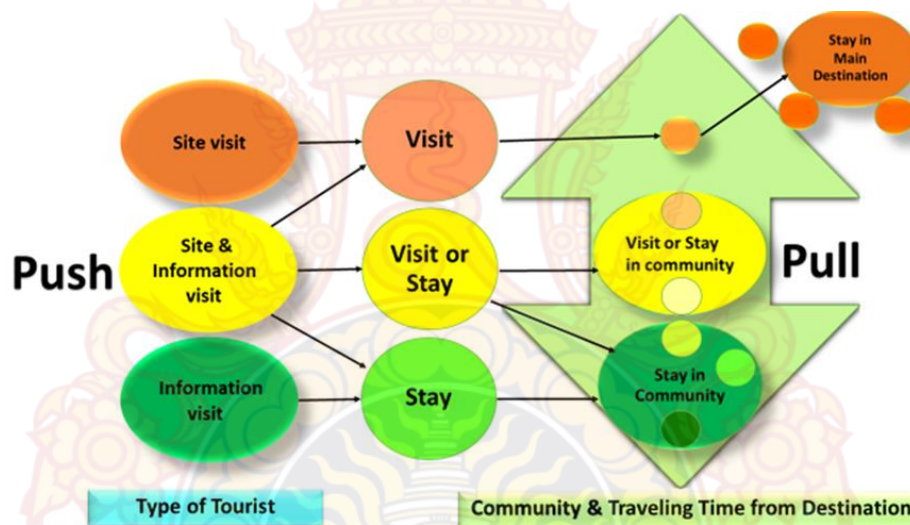 Stay in
Main
Destination
Site visit
Visit
Push
Site &
Information
visit
Visit or
Stay
Visit or Stay
in community
Pull
Information
visit
Stay
Stay in
Community
Type of Tourist
Community & Traveling Time from Destination